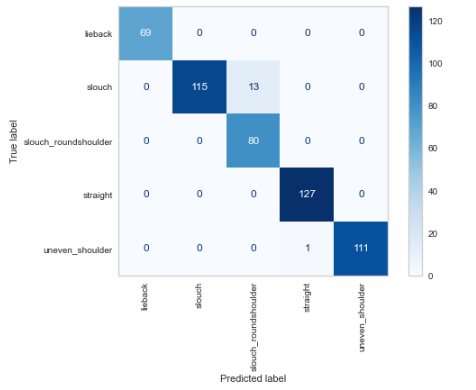 120
lieback 69 0 0 0 0
100
slouch 0 115 13 0 0
80
slouch_roundshoulder 0 0 80 0 0
60
True label
straight 0 0 0 127 0
40
20
uneven_shoulder 0 0 0 1 111
0
lieback
slouch
slouch_roundshoulder
straight
uneven_shoulder
Predicted label